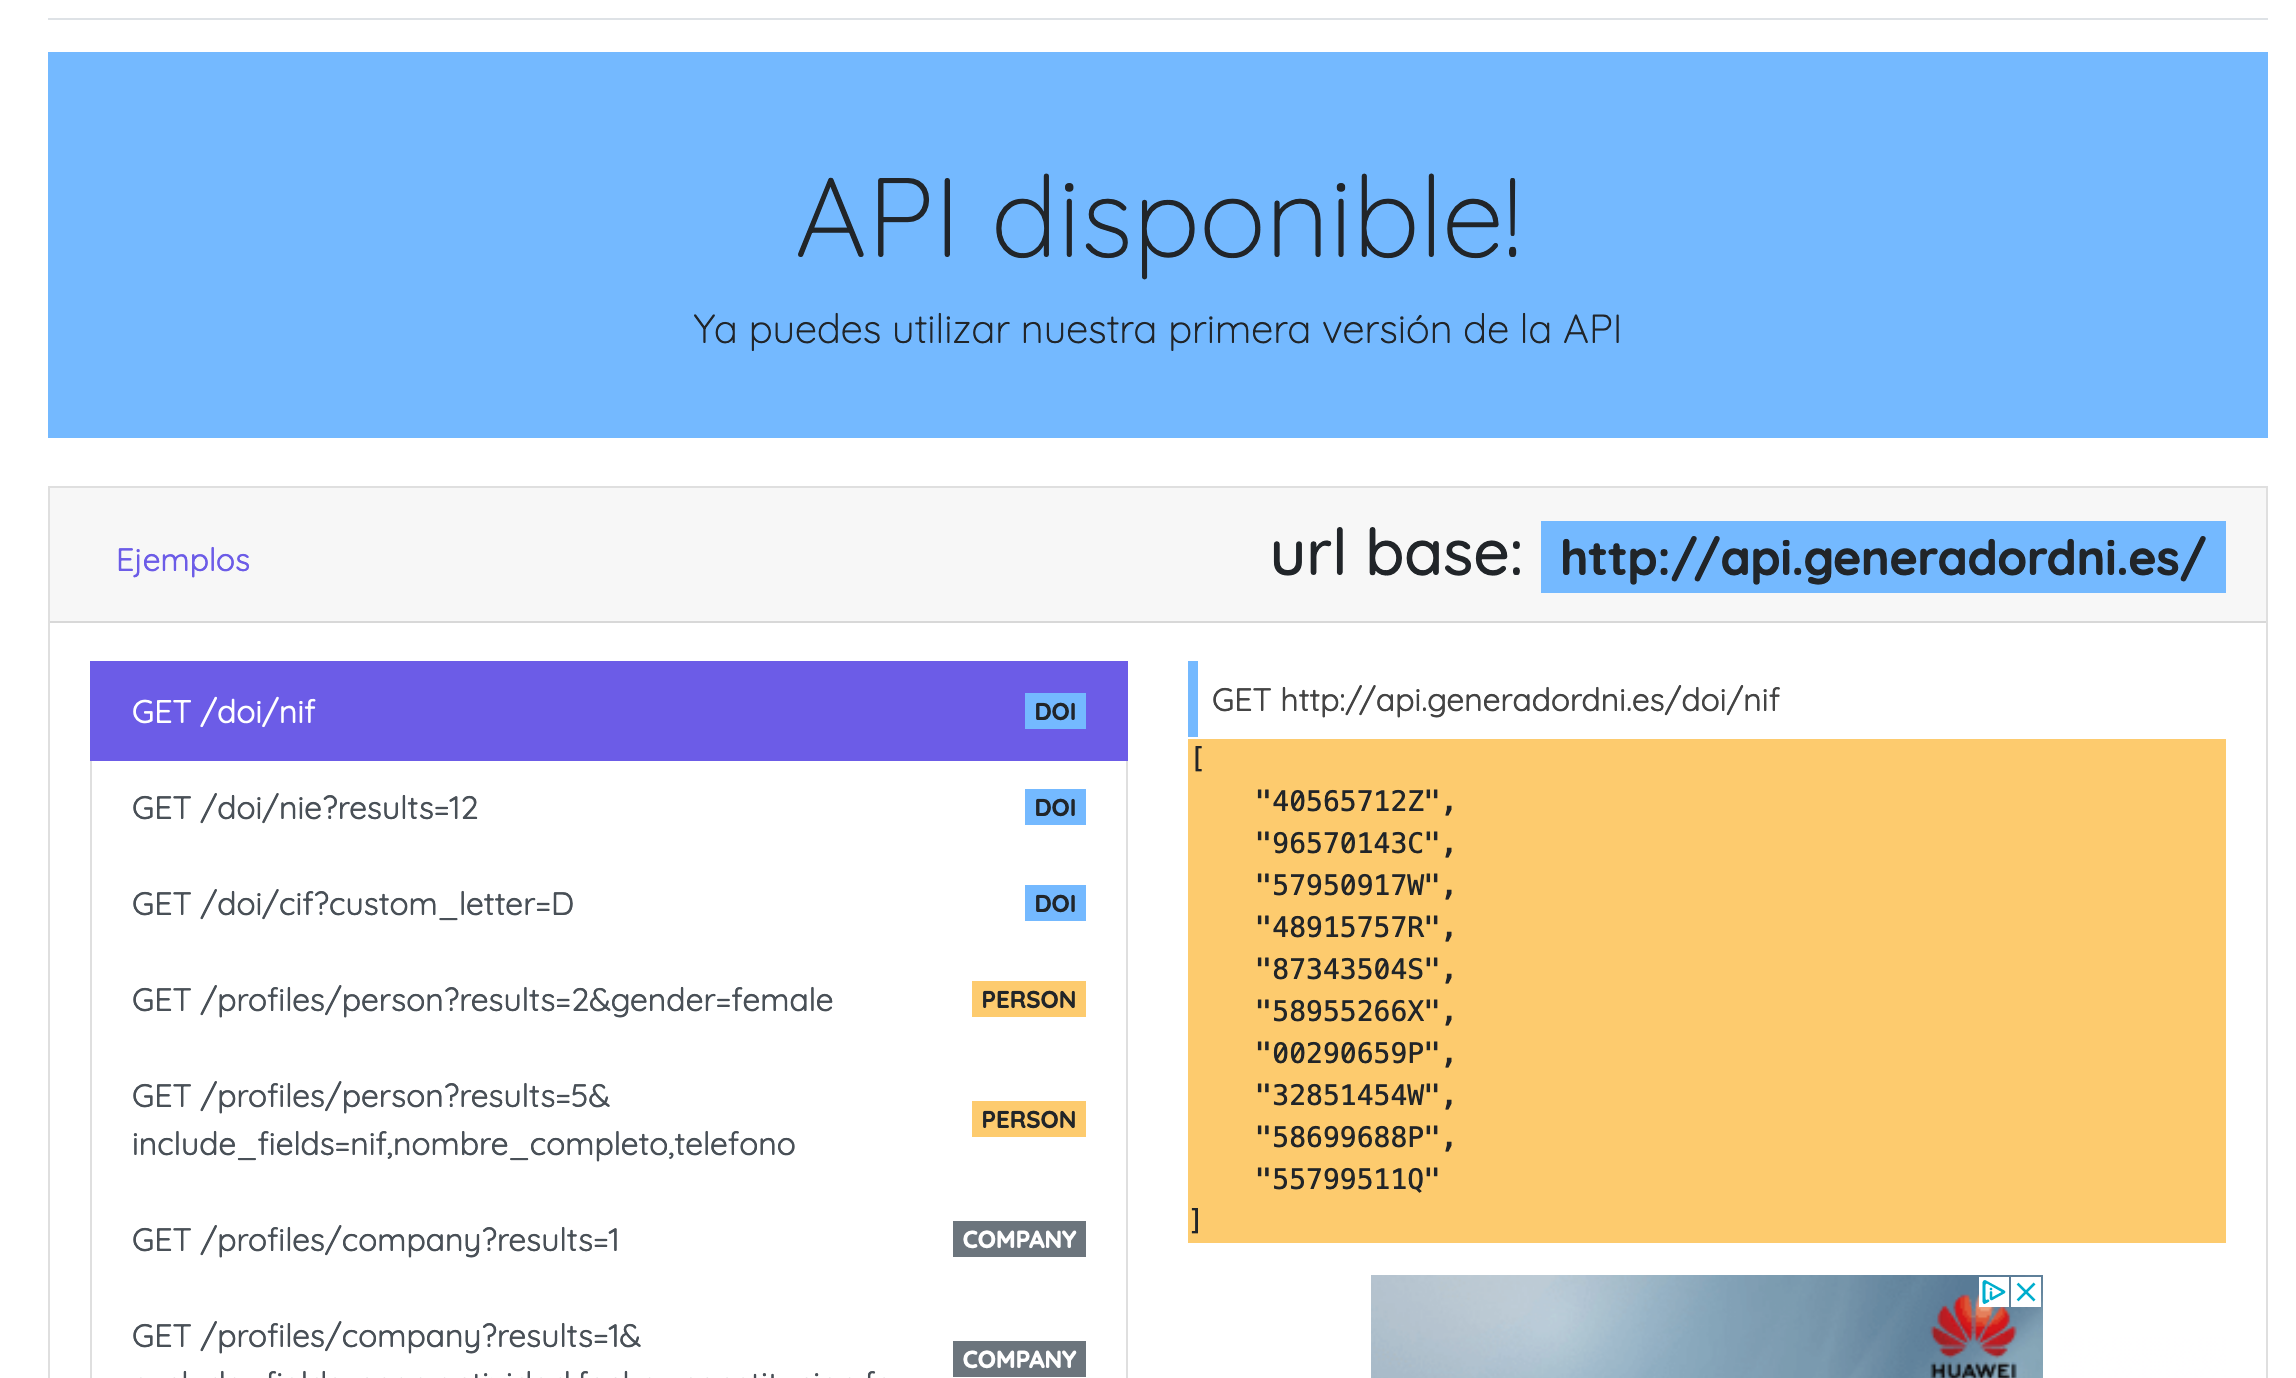 API disponible!
Ya puedes utilizar nuestra primera versión de la API
Ejemplos
url base: http://api.generadordni.es/
GET /doi/nif DOI
GET /doi/nie?results=12 DOI
GET /doi/cif?custom_letter=D DOI
GET /profiles/person?results=2&gender=female PERSON
GET /profiles/person?results=5&
include_fields=nif,nombre_completo,telefono PERSON
GET /profiles/company?results=1 COMPANY
GET /profiles/company?results=1& COMPANY
GET http://api.generadordni.es/doi/nif
[
"40565712Z",
"96570143C",
"57950917W",
"48915757R",
"87343504S",
"58955266X",
"00290659P",
"32851454W",
"58699688P",
"55799511Q"
]
HUAWEI